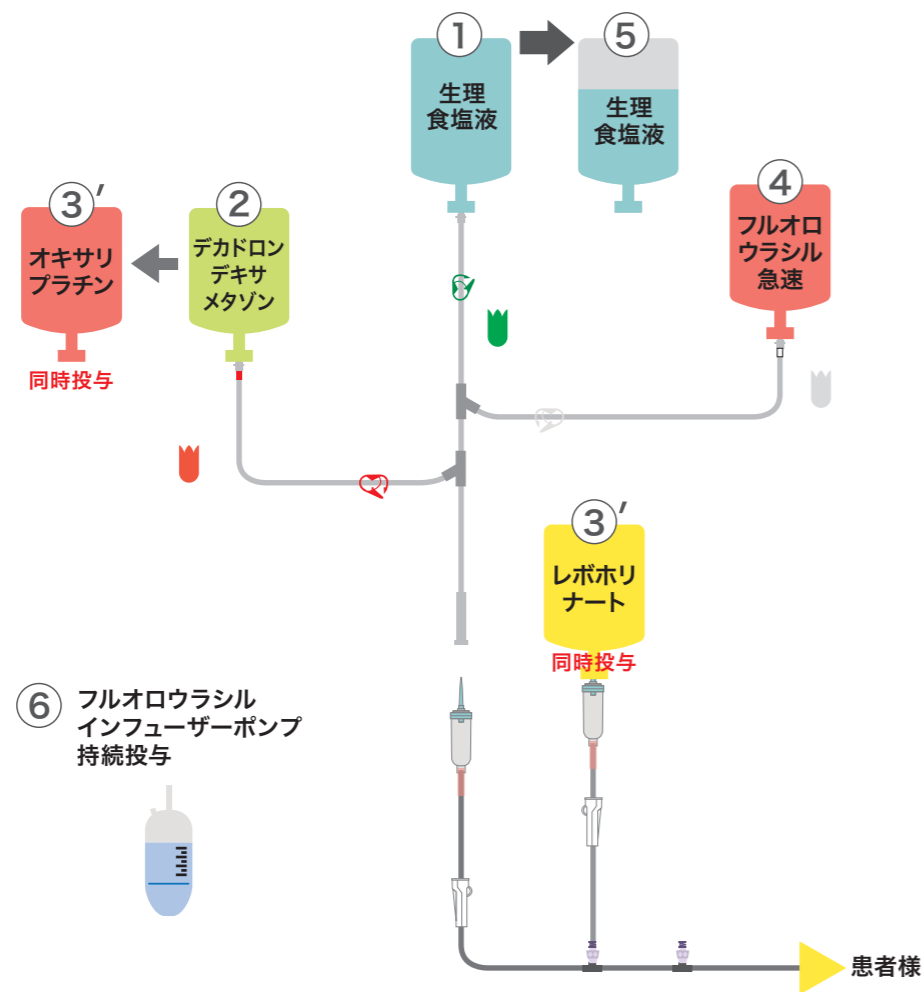 ①
生理
食塩液
⑤
生理
食塩液
④
フルオロ
ウラシル
急速
③′
オキサリ
プラチン
同時投与
②
デカドロン
デキサ
メタゾン
③′
レボホリ
ナート
同時投与
⑥ フルオロウラシル
インフューザーポンプ
持続投与
患者様